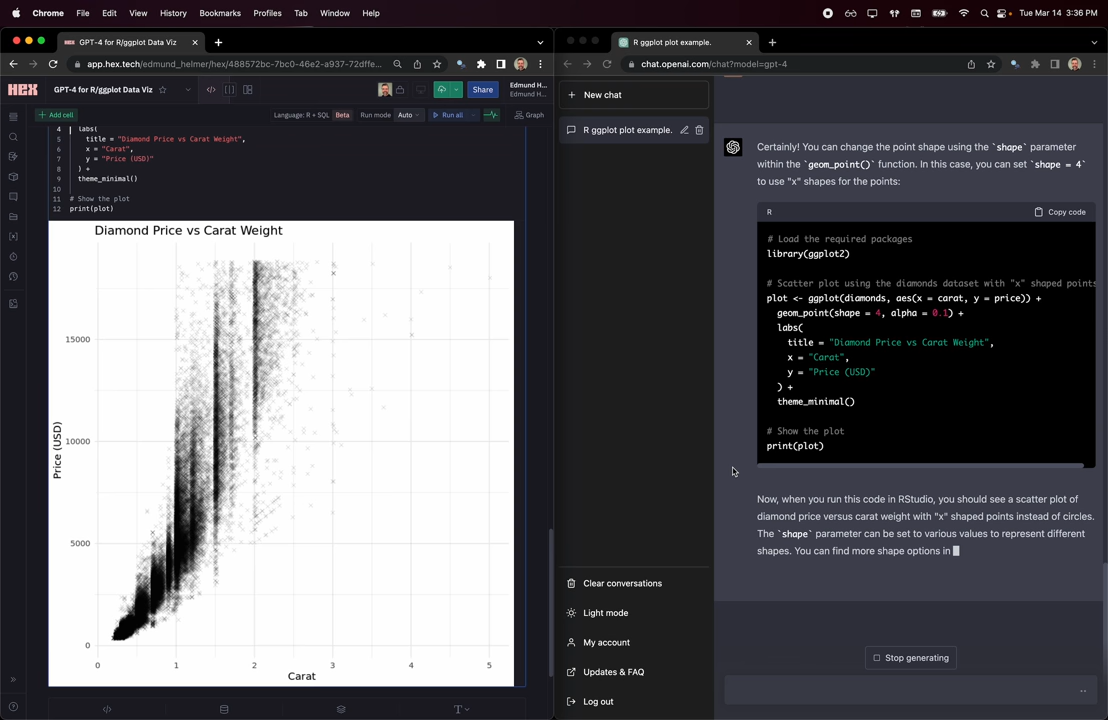 Chrome File Edit View History Bookmarks Profiles Tab Window Help
Tue Mar 14 3:36 PM
GPT-4 for R/ggplot Data Viz
app.hex.tech/edmund_helmer/hex/488572bc-7bc0-46e2-a937-72dffe...
HEX
GPT-4 for R/ggplot Data Viz
Share
Edmund H...
Edmund H...
Add cell
Language: R + SQL Beta Run mode Auto Run all Graph
4 labs(
5 title = "Diamond Price vs Carat Weight",
6 x = "Carat",
7 y = "Price (USD)"
8 ) +
9 theme_minimal()
10
11 # Show the plot
12 print(plot)
Diamond Price vs Carat Weight
Price (USD)
15000
10000
5000
0
0 1 2 3 4 5
Carat
R ggplot plot example.
chat.openai.com/chat?model=gpt-4
New chat
R ggplot plot example.
Clear conversations
Light mode
My account
Updates & FAQ
Log out
Certainly! You can change the point shape using the `shape` parameter
within the `geom_point()` function. In this case, you can set `shape = 4`
to use "x" shapes for the points:
R
Copy code
# Load the required packages
library(ggplot2)
# Scatter plot using the diamonds dataset with "x" shaped points
plot <- ggplot(diamonds, aes(x = carat, y = price)) +
geom_point(shape = 4, alpha = 0.1) +
labs(
title = "Diamond Price vs Carat Weight",
x = "Carat",
y = "Price (USD)"
) +
theme_minimal()
# Show the plot
print(plot)
Now, when you run this code in RStudio, you should see a scatter plot of
diamond price versus carat weight with "x" shaped points instead of circles.
The `shape` parameter can be set to various values to represent different
shapes. You can find more shape options in
Stop generating